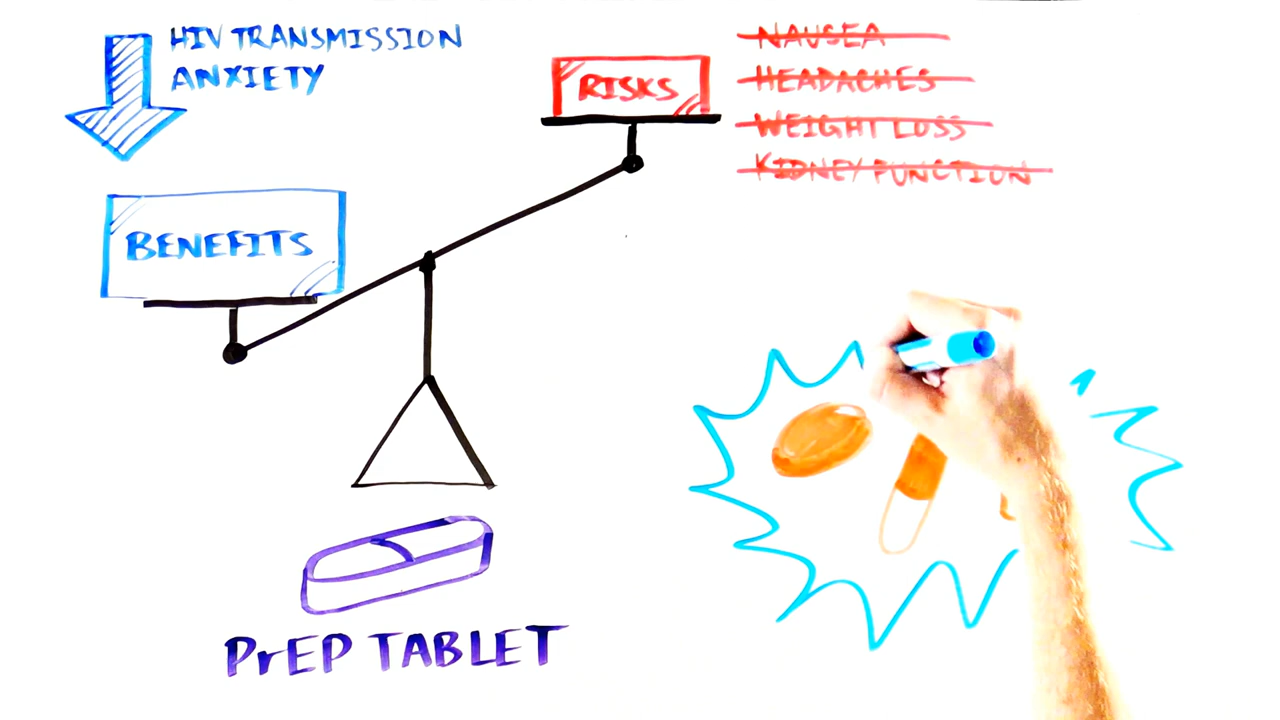 HIV TRANSMISSION
ANXIETY
BENEFITS
RISKS
NAUSEA
HEADACHES
WEIGHT LOSS
KIDNEY FUNCTION
PrEP TABLET